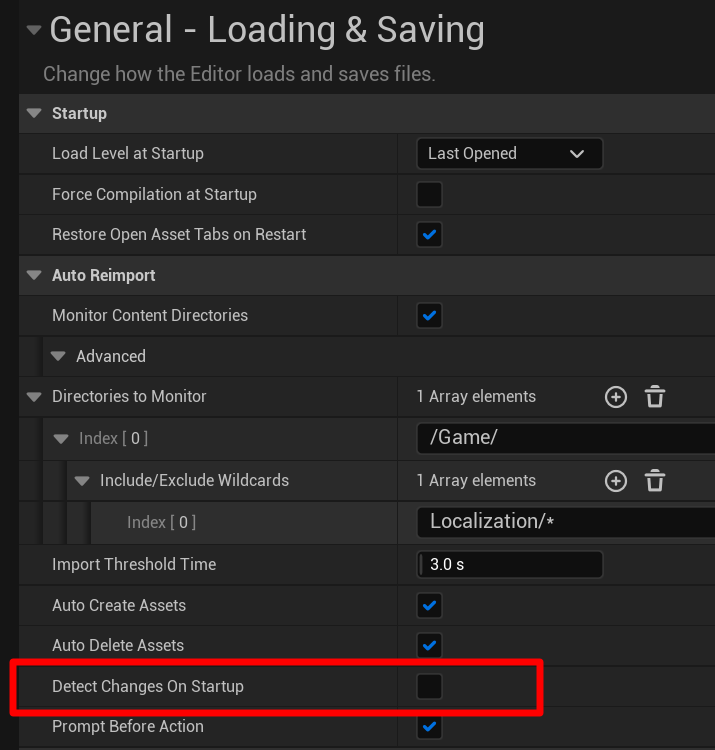 General - Loading & Saving
Change how the Editor loads and saves files.
Startup
Load Level at Startup Last Opened
Force Compilation at Startup
Restore Open Asset Tabs on Restart
Auto Reimport
Monitor Content Directories
Advanced
Directories to Monitor 1 Array elements
Index [ 0 ] /Game/
Include/Exclude Wildcards 1 Array elements
Index [ 0 ] Localization/*
Import Threshold Time 3.0 s
Auto Create Assets
Auto Delete Assets
Detect Changes On Startup
Prompt Before Action